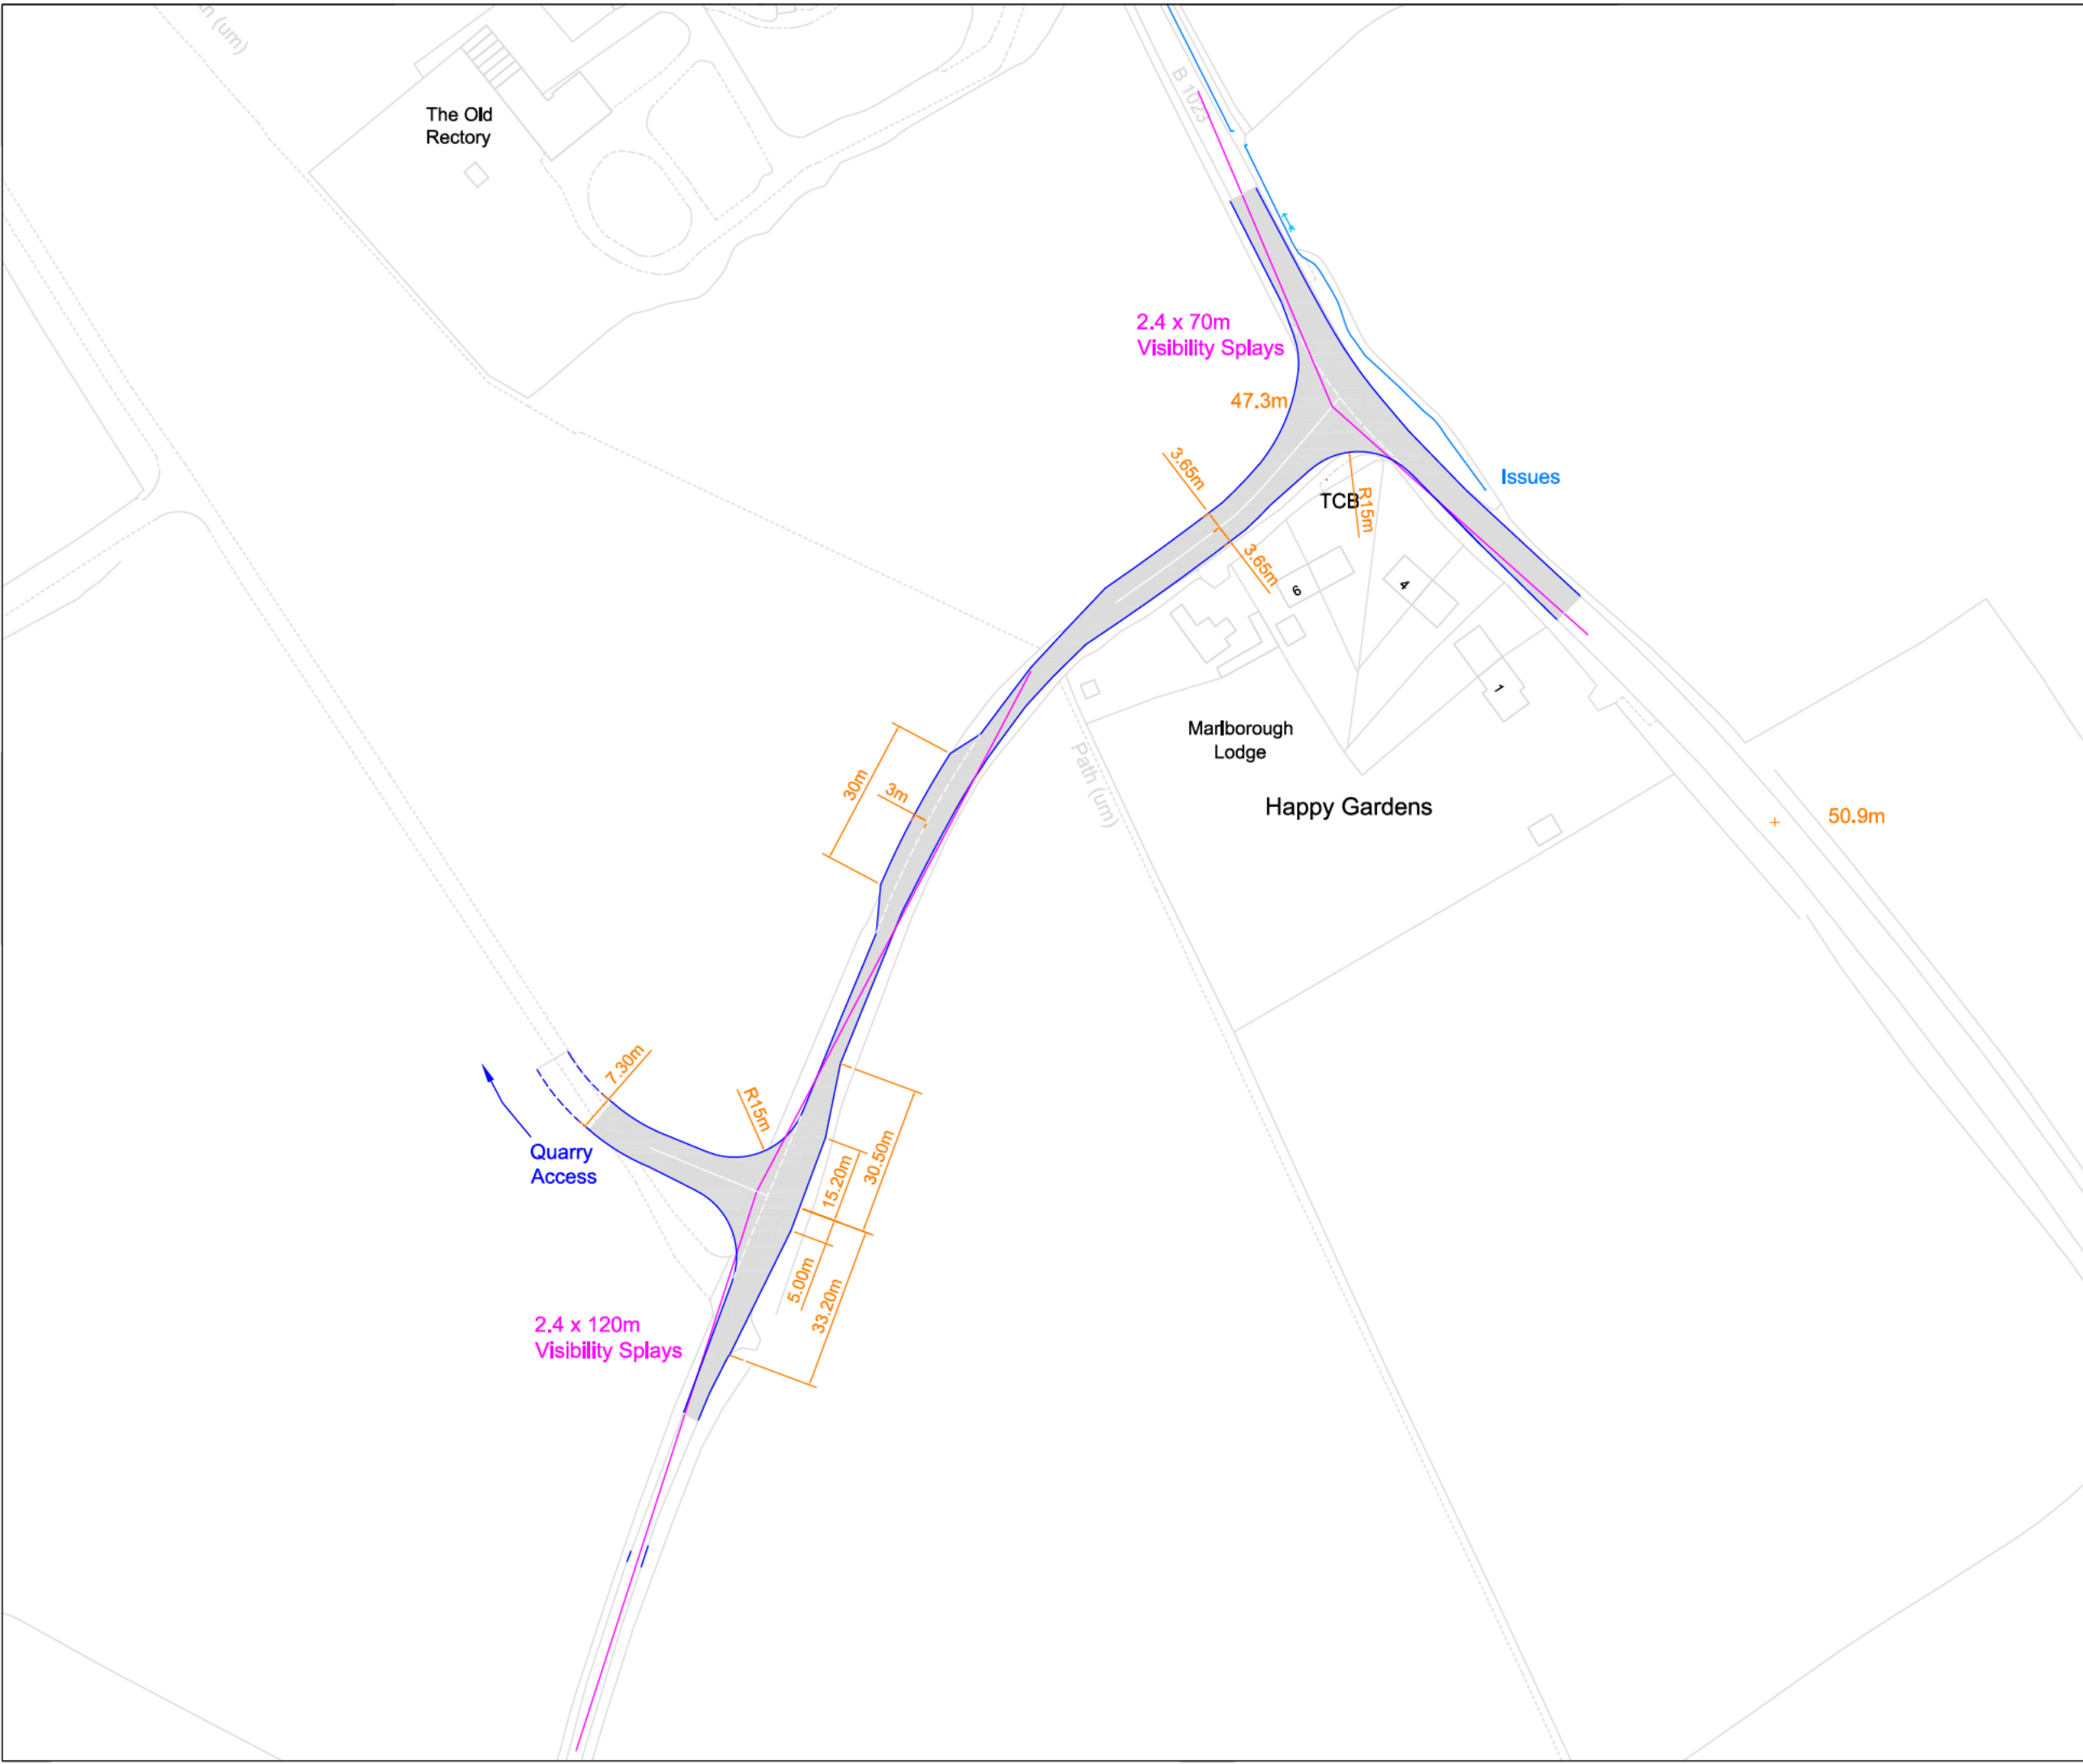 (um)
The Old
Rectory
B 1023
2.4 x 70m
Visibility Splays
47.3m
3.65m
Issues
TCB
R15m
3.65m
6
4
1
Marlborough
Lodge
Path (um)
30m
3m
Happy Gardens
50.9m
7.30m
R15m
Quarry
Access
15.20m
30.50m
5.00m
33.20m
2.4 x 120m
Visibility Splays